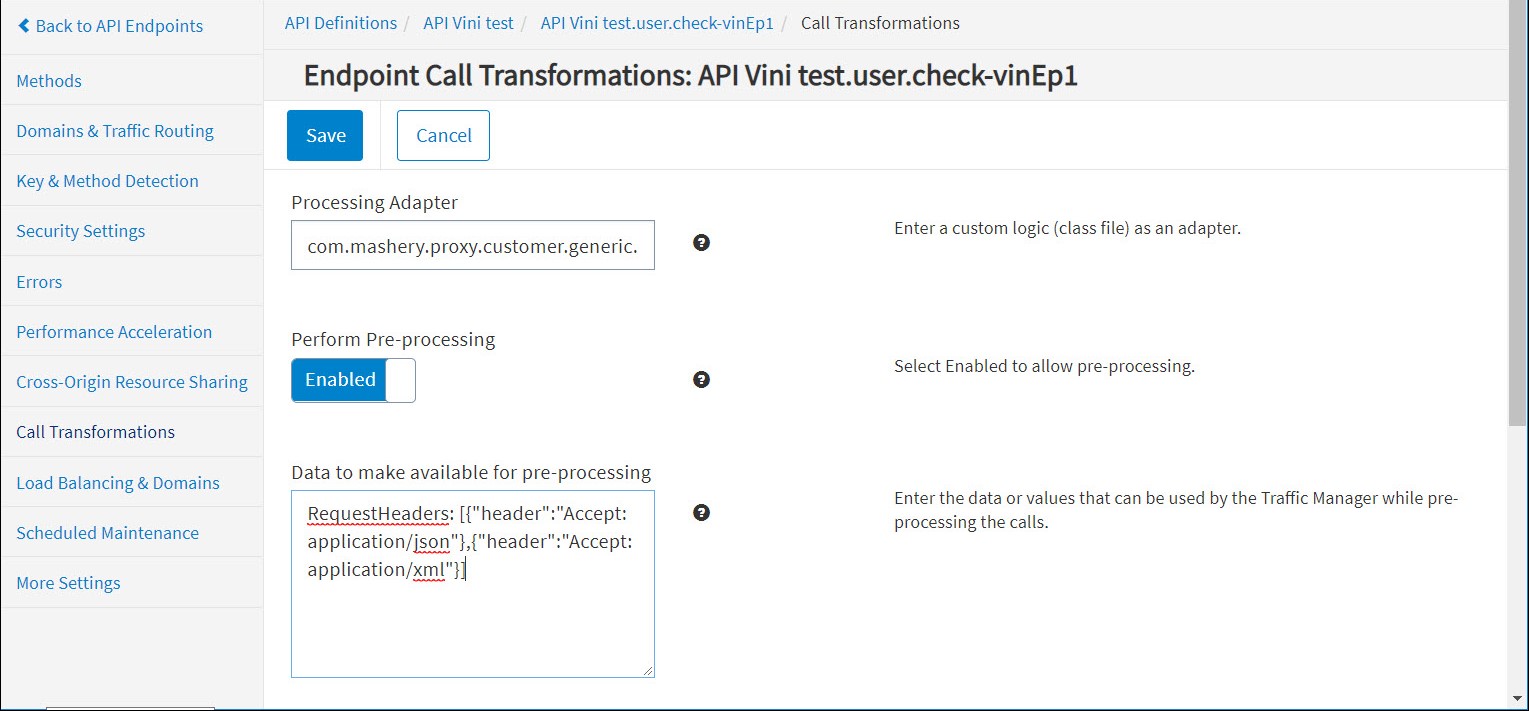 Back to API Endpoints
Methods
Domains & Traffic Routing
Key & Method Detection
Security Settings
Errors
Performance Acceleration
Cross-Origin Resource Sharing
Call Transformations
Load Balancing & Domains
Scheduled Maintenance
More Settings
API Definitions / API Vini test / API Vini test.user.check-vinEp1 / Call Transformations
Endpoint Call Transformations: API Vini test.user.check-vinEp1
Save Cancel
Processing Adapter
com.mashery.proxy.customer.generic.
?
Enter a custom logic (class file) as an adapter.
Perform Pre-processing
Enabled
?
Select Enabled to allow pre-processing.
Data to make available for pre-processing
RequestHeaders: [{"header":"Accept:
application/json"},{"header":"Accept:
application/xml"}]
?
Enter the data or values that can be used by the Traffic Manager while pre-
processing the calls.